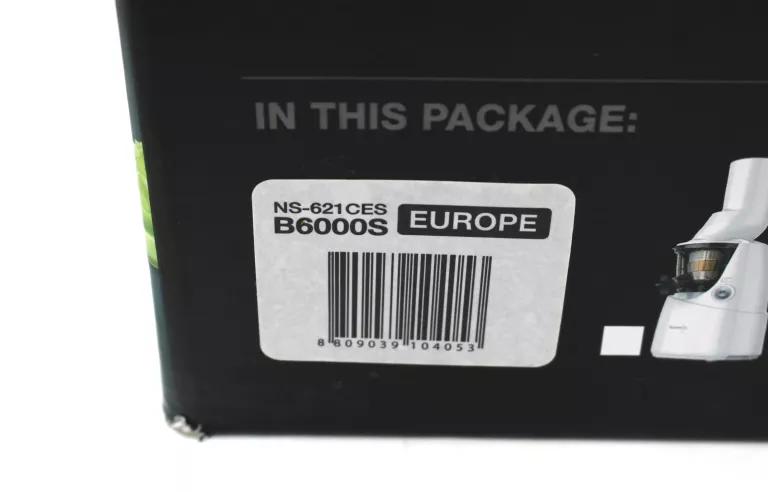 IN THIS PACKAGE:
NS-621CES
B6000S EUROPE
8 809039 104053